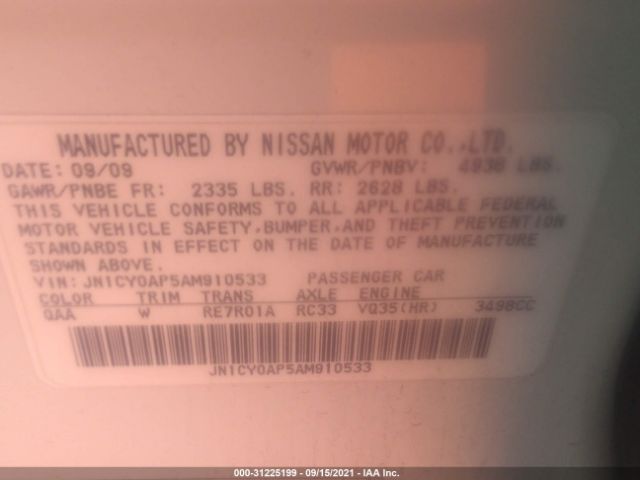 MANUFACTURED BY NISSAN MOTOR CO., LTD.
DATE: 09/09 GVWR/PNBV: 4938 LBS.
GAWR/PNBE FR: 2335 LBS. RR: 2628 LBS.
THIS VEHICLE CONFORMS TO ALL APPLICABLE FEDERAL
MOTOR VEHICLE SAFETY, BUMPER, AND THEFT PREVENTION
STANDARDS IN EFFECT ON THE DATE OF MANUFACTURE
SHOWN ABOVE.
VIN: JN1CY0AP5AM910533 PASSENGER CAR
COLOR TRIM TRANS AXLE ENGINE
QAA W RE7R01A RC33 VQ35(HR) 3498CC
JN1CY0AP5AM910533
000-31225199 - 09/15/2021 - IAA Inc.